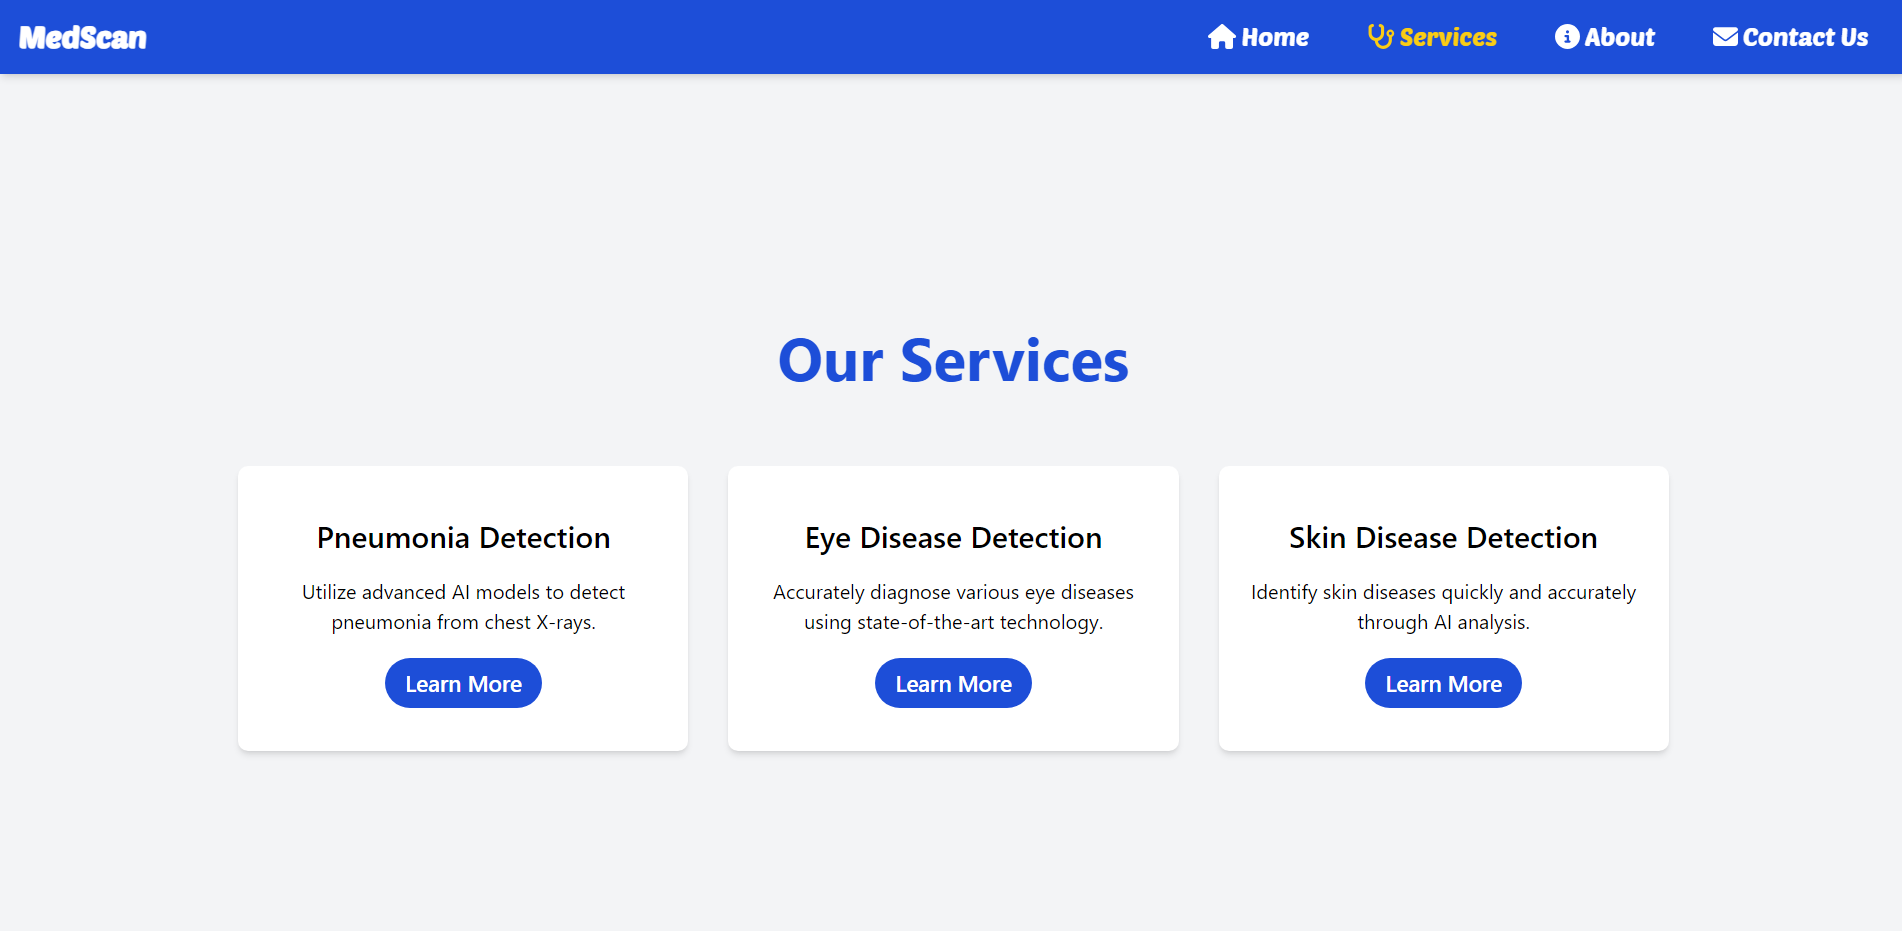 MedScan
Home
Services
About
Contact Us
Our Services
Pneumonia Detection
Utilize advanced AI models to detect
pneumonia from chest X-rays.
Learn More
Eye Disease Detection
Accurately diagnose various eye diseases
using state-of-the-art technology.
Learn More
Skin Disease Detection
Identify skin diseases quickly and accurately
through AI analysis.
Learn More